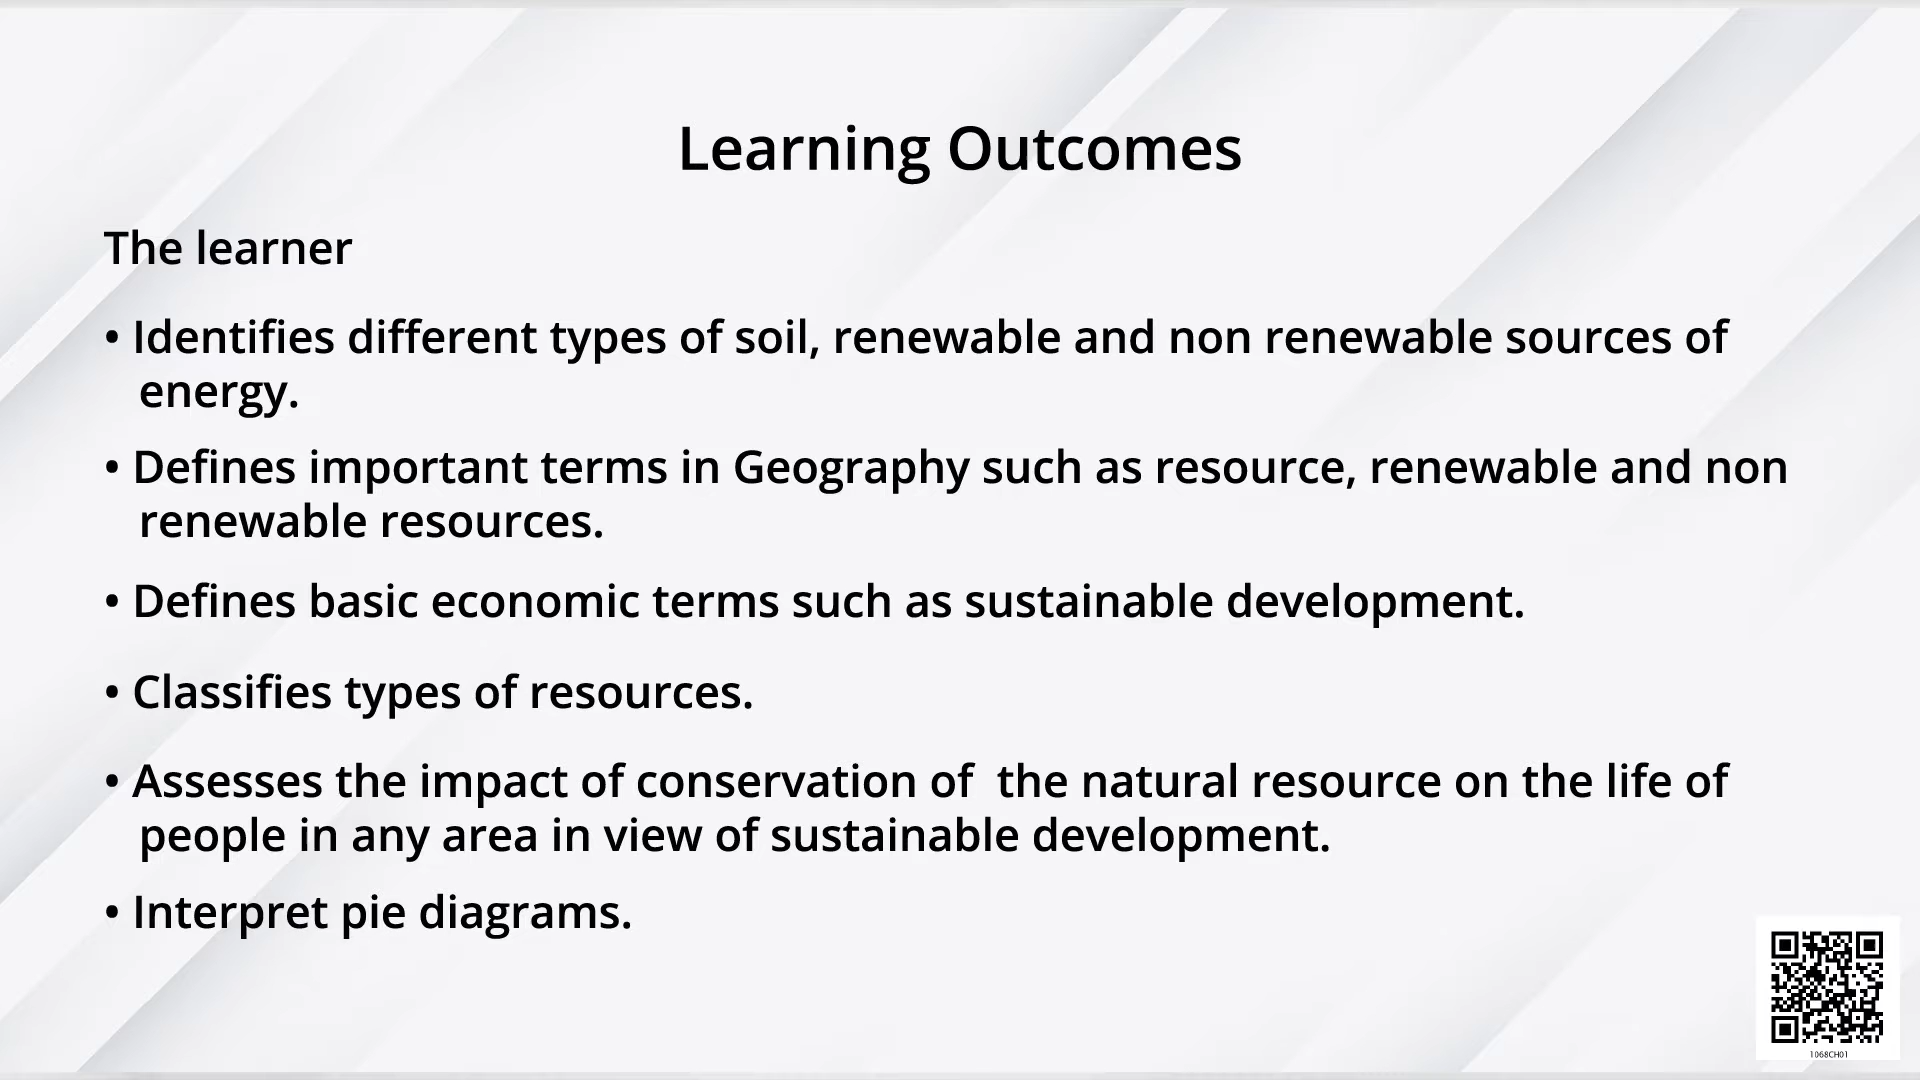 Learning Outcomes
The learner
• Identifies different types of soil, renewable and non renewable sources of
energy.
• Defines important terms in Geography such as resource, renewable and non
renewable resources.
• Defines basic economic terms such as sustainable development.
• Classifies types of resources.
• Assesses the impact of conservation of  the natural resource on the life of
people in any area in view of sustainable development.
• Interpret pie diagrams.
1068CH01